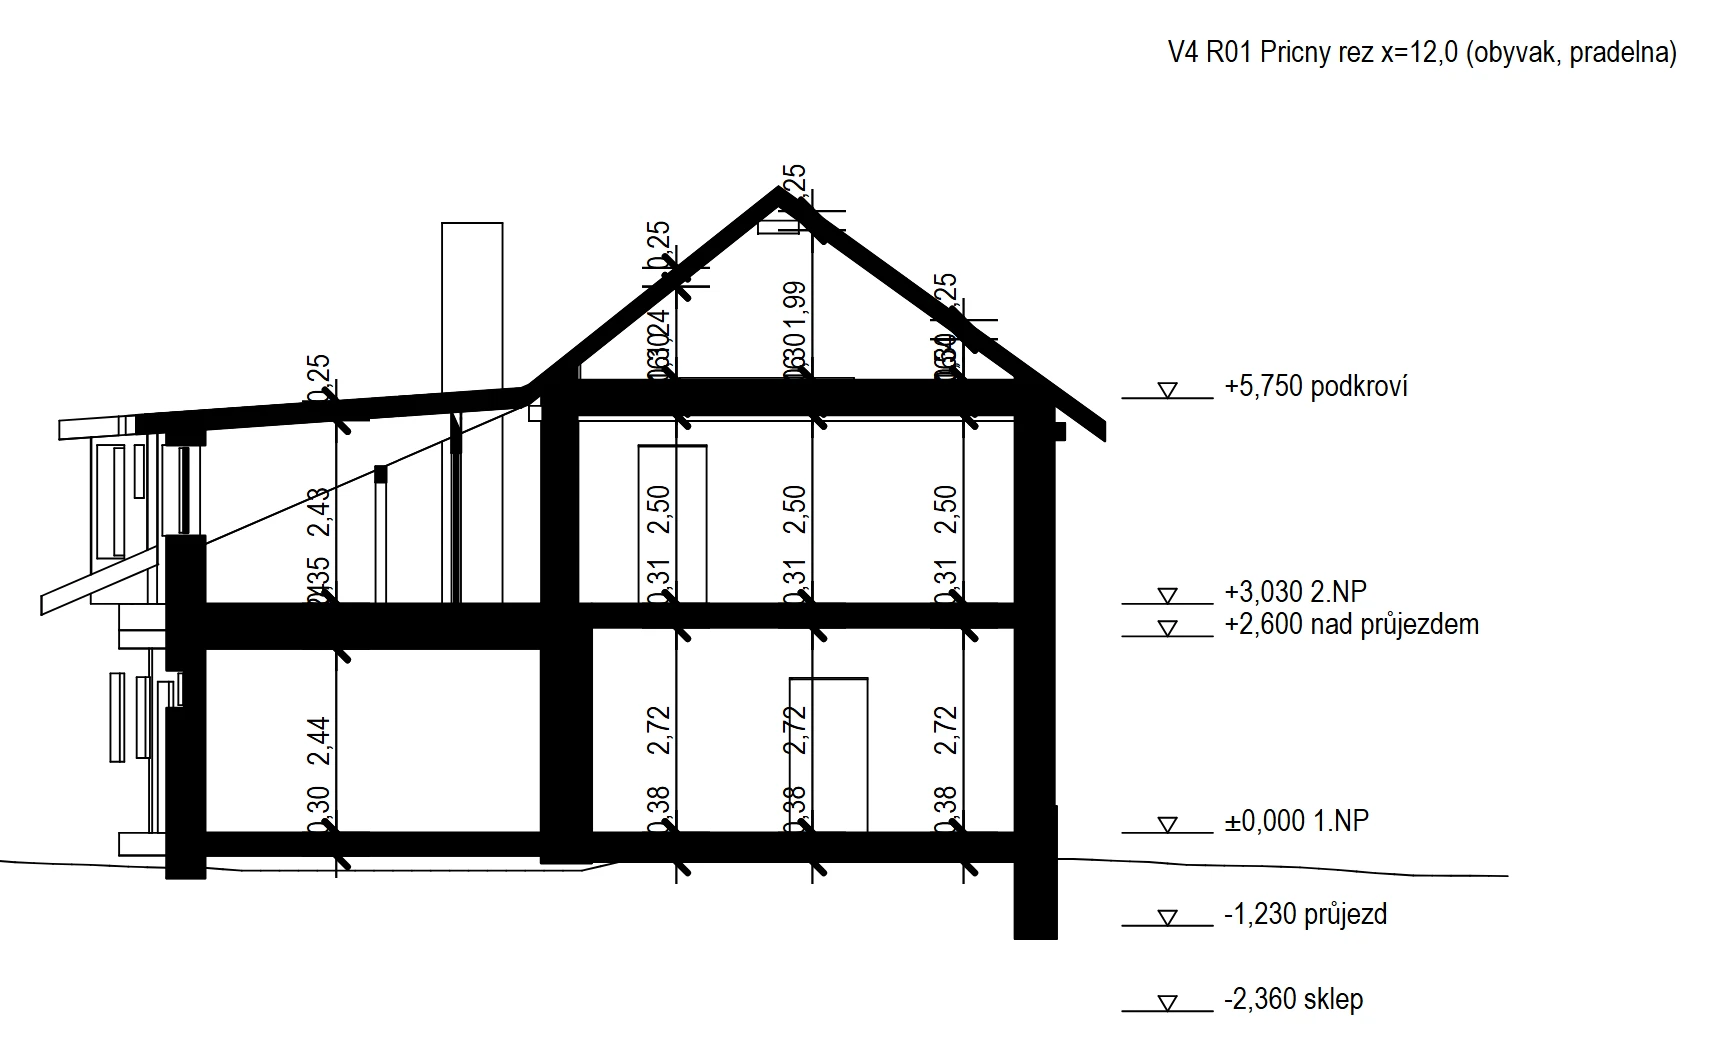 V4 R01 Pricny rez x=12,0 (obyvak, pradelna)
,25
0,25
1,99
,25
0,25
+5,750 podkroví
2,43
2,50
2,50
2,50
0,31
0,31
0,31
+3,030 2.NP
+2,600 nad průjezdem
2,44
2,72
2,72
2,72
0,30
0,38
0,38
0,38
±0,000 1.NP
-1,230 průjezd
-2,360 sklep